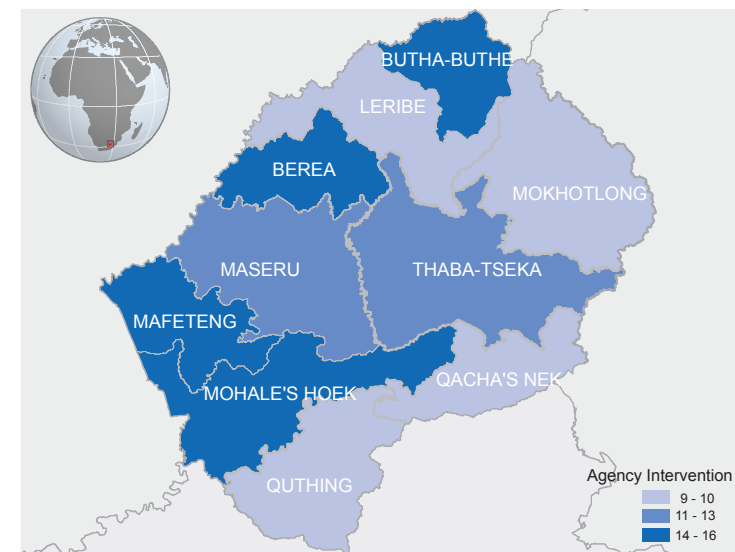 BUTHA-BUTHE
LERIBE
BEREA
MOKHOTLONG
MASERU
THABA-TSEKA
MAFETENG
QACHA'S NEK
MOHALE'S HOEK
QUTHING
Agency Intervention
9 - 10
11 - 13
14 - 16